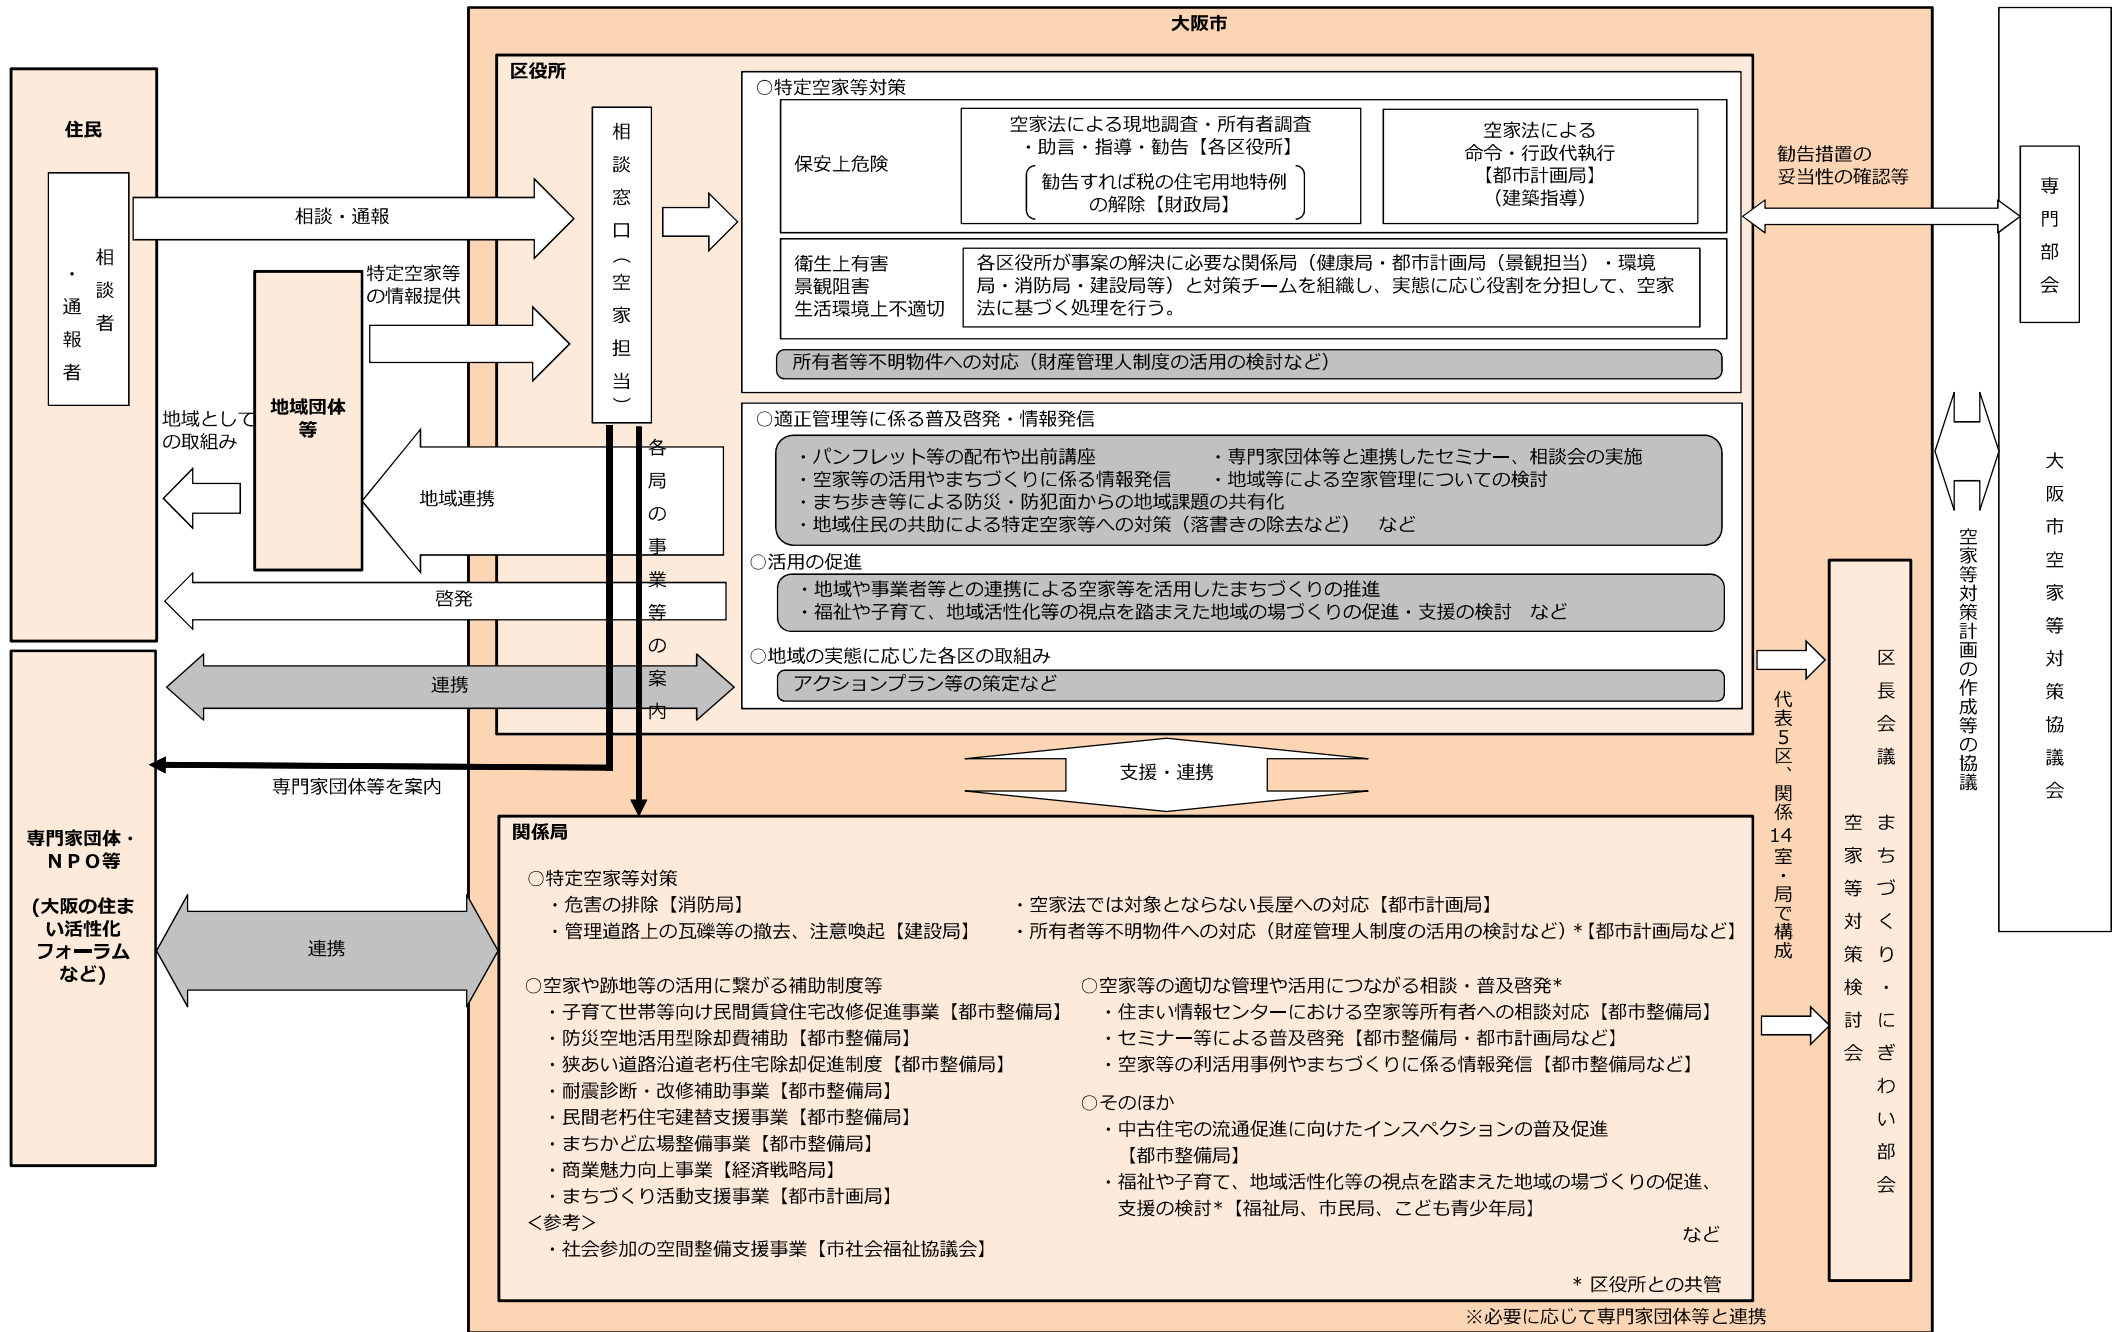 大阪市
区役所
住民
相談者
・通報者
相談・通報
特定空家等
の情報提供
地域団体
等
地域として
の取組み
地域連携
啓発
連携
専門家団体等を案内
専門家団体・
ＮＰＯ等
(大阪の住ま
い活性化
フォーラム
など)
連携
相談窓口（空家担当）
各局の事業等の案内
○特定空家等対策
保安上危険
空家法による現地調査・所有者調査
・助言・指導・勧告【各区役所】
勧告すれば税の住宅用地特例
の解除【財政局】
空家法による
命令・行政代執行
【都市計画局】
（建築指導）
衛生上有害
景観阻害
生活環境上不適切
各区役所が事案の解決に必要な関係局（健康局・都市計画局（景観担当）・環境
局・消防局・建設局等）と対策チームを組織し、実態に応じ役割を分担して、空家
法に基づく処理を行う。
所有者等不明物件への対応（財産管理人制度の活用の検討など）
○適正管理等に係る普及啓発・情報発信
・パンフレット等の配布や出前講座　・専門家団体等と連携したセミナー、相談会の実施
・空家等の活用やまちづくりに係る情報発信　・地域等による空家管理についての検討
・まち歩き等による防災・防犯面からの地域課題の共有化
・地域住民の共助による特定空家等への対策（落書きの除去など）　など
○活用の促進
・地域や事業者等との連携による空家等を活用したまちづくりの推進
・福祉や子育て、地域活性化等の視点を踏まえた地域の場づくりの促進・支援の検討　など
○地域の実態に応じた各区の取組み
アクションプラン等の策定など
支援・連携
関係局
○特定空家等対策
・危害の排除【消防局】　・空家法では対象とならない長屋への対応【都市計画局】
・管理道路上の瓦礫等の撤去、注意喚起【建設局】　・所有者等不明物件への対応（財産管理人制度の活用の検討など）*【都市計画局など】
○空家や跡地等の活用に繋がる補助制度等
・子育て世帯等向け民間賃貸住宅改修促進事業【都市整備局】
・防災空地活用型除却費補助【都市整備局】
・狭あい道路沿道老朽住宅除却促進制度【都市整備局】
・耐震診断・改修補助事業【都市整備局】
・民間老朽住宅建替支援事業【都市整備局】
・まちかど広場整備事業【都市整備局】
・商業魅力向上事業【経済戦略局】
・まちづくり活動支援事業【都市計画局】
＜参考＞
・社会参加の空間整備支援事業【市社会福祉協議会】
○空家等の適切な管理や活用につながる相談・普及啓発*
・住まい情報センターにおける空家等所有者への相談対応【都市整備局】
・セミナー等による普及啓発【都市整備局・都市計画局など】
・空家等の利活用事例やまちづくりに係る情報発信【都市整備局など】
○そのほか
・中古住宅の流通促進に向けたインスペクションの普及促進
【都市整備局】
・福祉や子育て、地域活性化等の視点を踏まえた地域の場づくりの促進、
支援の検討*【福祉局、市民局、こども青少年局】
など
* 区役所との共管
※必要に応じて専門家団体等と連携
勧告措置の
妥当性の確認等
代表5区、関係14室・局で構成
区長会議　まちづくり・にぎわい部会
空家等対策検討会
空家等対策計画の作成等の協議
専門部会
大阪市空家等対策協議会